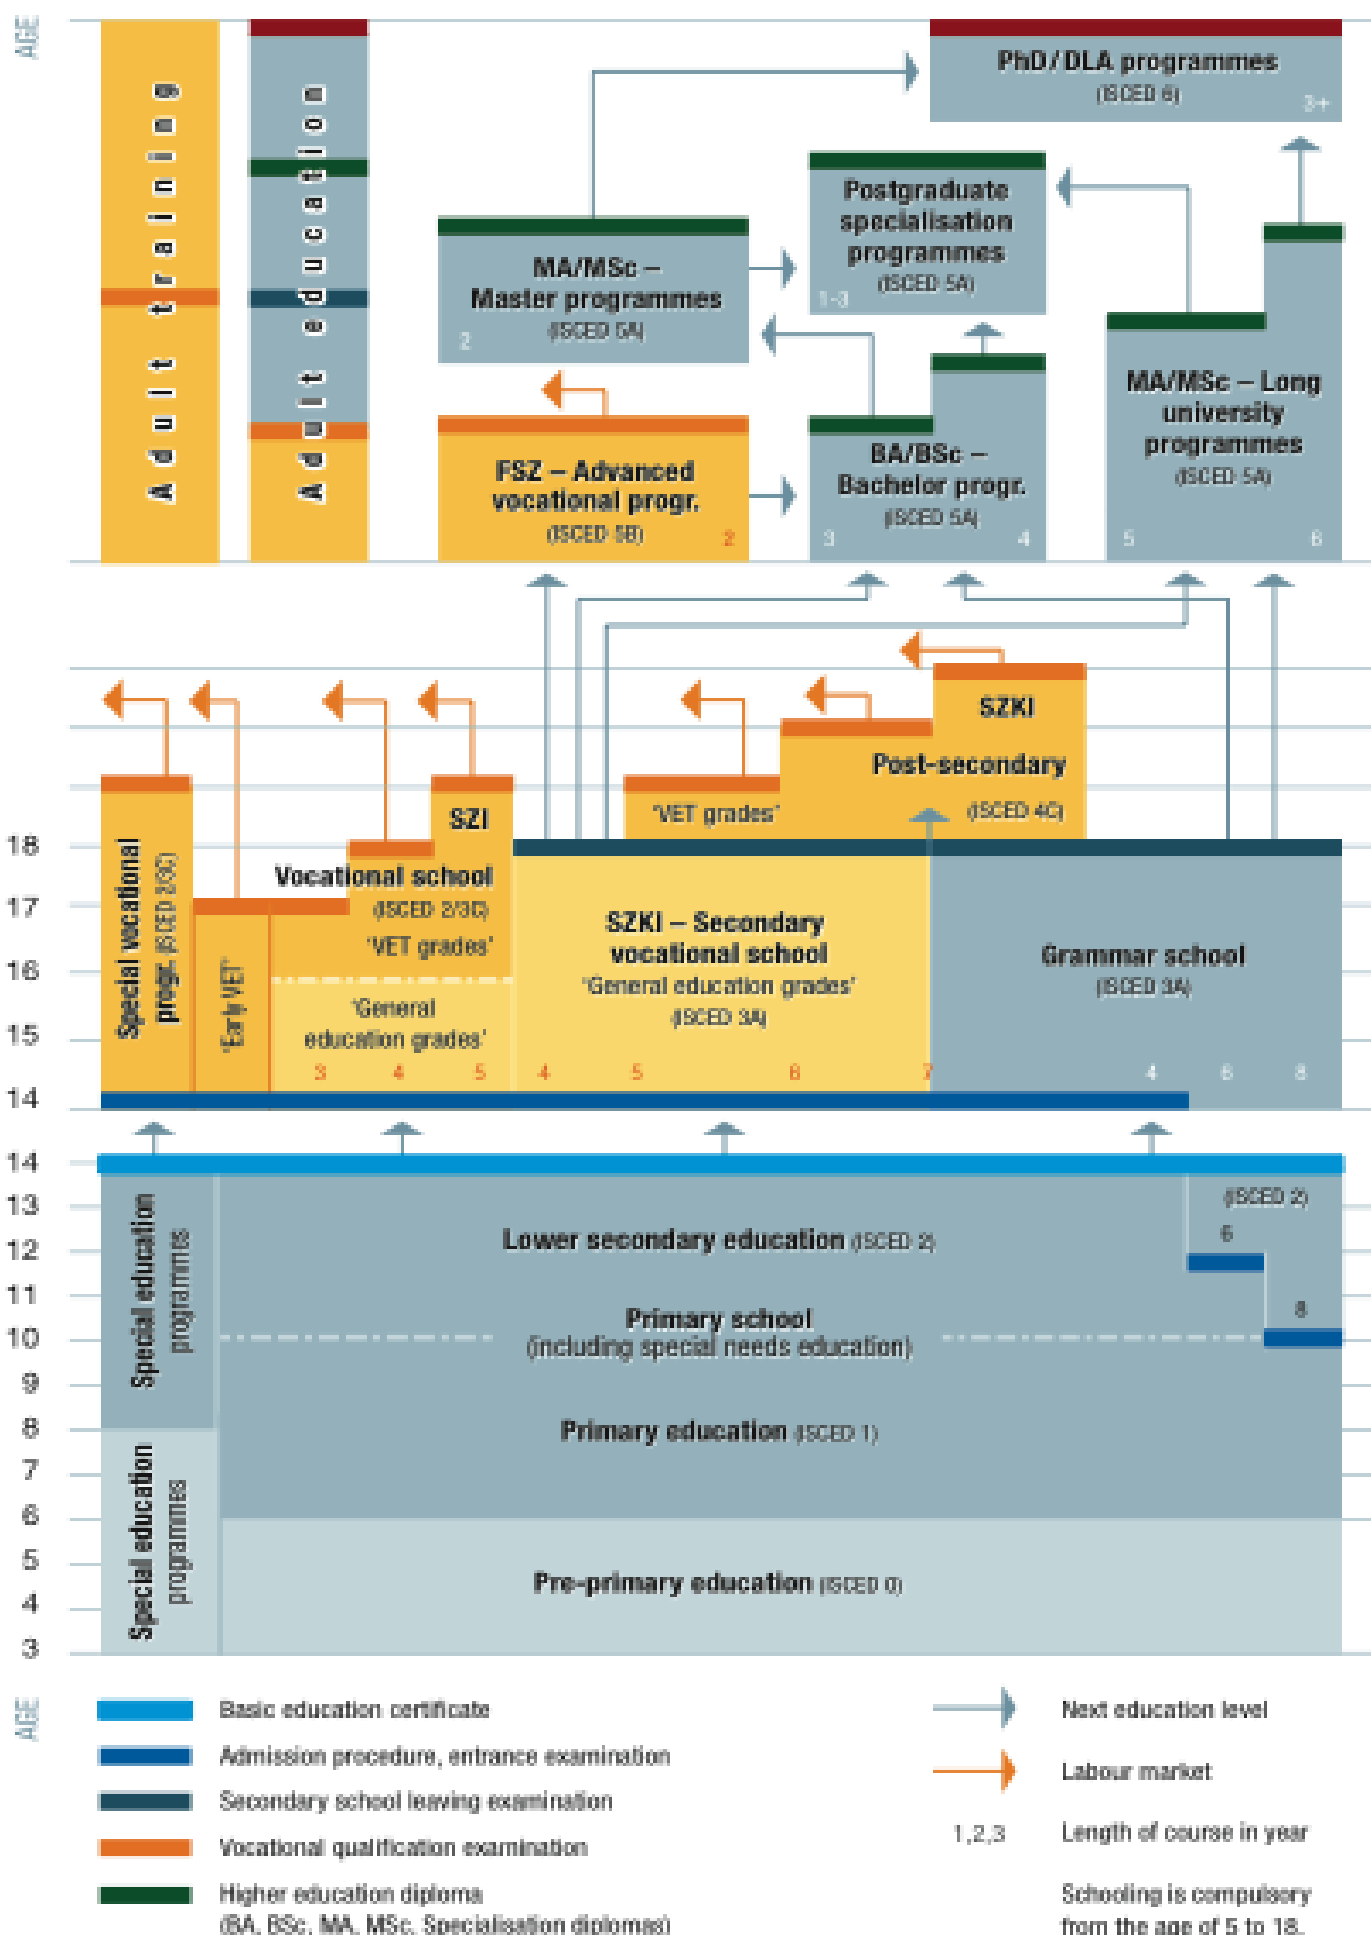 AGE
Adult training
Adult education
PhD/DLA programmes
(ISCED 6)
3+
Postgraduate
specialisation
programmes
(ISCED 5A)
1-3
MA/MSc –
Master programmes
(ISCED 5A)
2
MA/MSc – Long
university
programmes
(ISCED 5A)
5
6
FSZ – Advanced
vocational progr.
(ISCED 5B)
2
BA/BSc –
Bachelor progr.
(ISCED 5A)
3
4
SZKI
Post-secondary
(ISCED 4C)
'VET grades'
SZI
Vocational school
(ISCED 2/3C)
'VET grades'
'General
education grades'
3
4
5
Special vocational
progr. (ISCED 2/3C)
'Early VET'
SZKI – Secondary
vocational school
'General education grades'
(ISCED 3A)
4
5
6
7
Grammar school
(ISCED 3A)
4
6
8
18
17
16
15
14
14
13
12
11
10
9
8
7
6
5
4
3
Special education
programmes
Special education
programmes
(ISCED 2)
6
8
Lower secondary education (ISCED 2)
Primary school
(including special needs education)
Primary education (ISCED 1)
Pre-primary education (ISCED 0)
AGE
Basic education certificate
Admission procedure, entrance examination
Secondary school leaving examination
Vocational qualification examination
Higher education diploma
(BA, BSc, MA, MSc, Specialisation diplomas)
Next education level
Labour market
1,2,3 Length of course in year
Schooling is compulsory
from the age of 5 to 18.